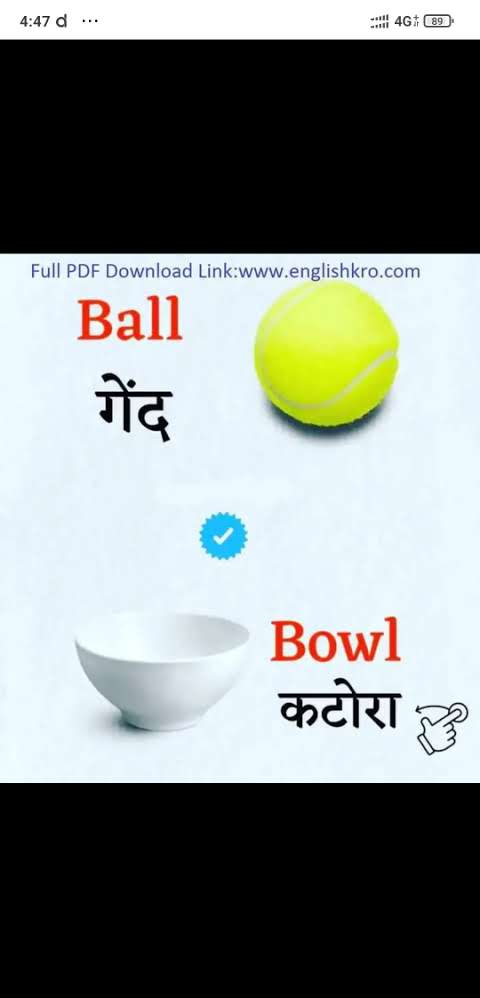 4:47 d ...
4G 89
Full PDF Download Link:www.englishkro.com
Ball
गेंद
Bowl
कटोरा